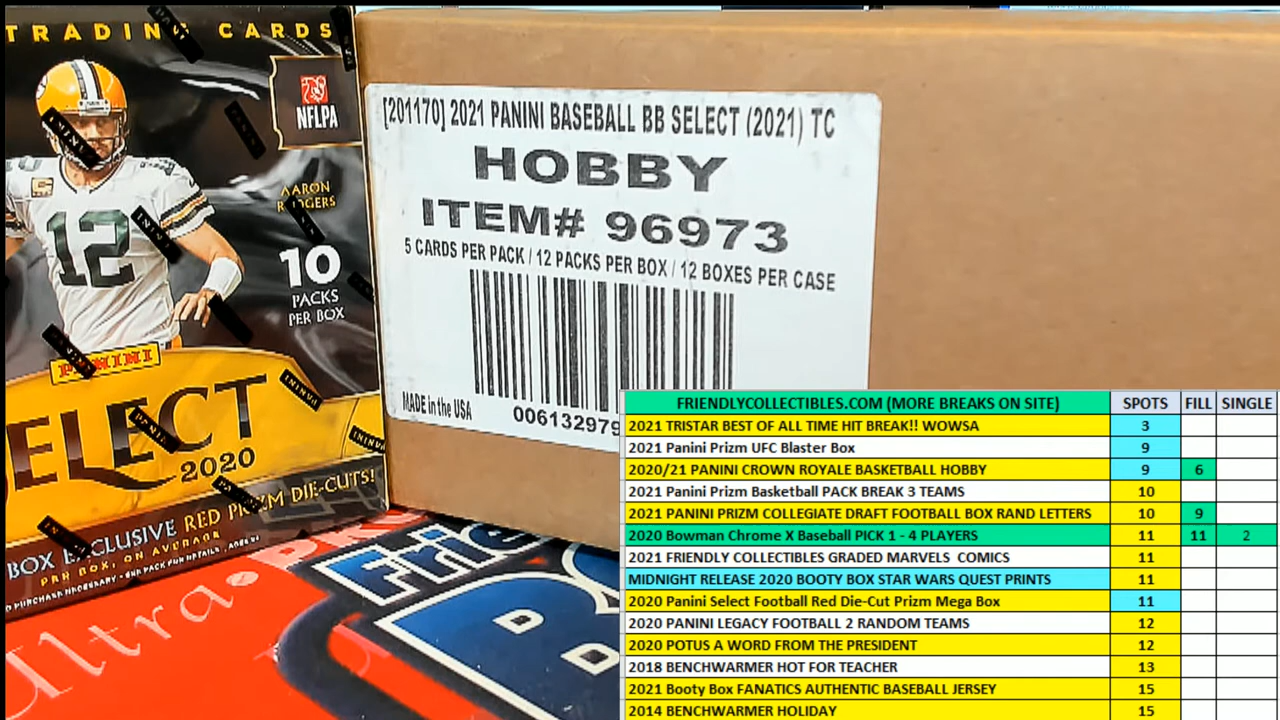 TRADING CARDS
NFLPA
AARON
RODGERS
12
10
PACKS
PER BOX
PANINI
ELECT
2020
BOX EXCLUSIVE RED PRIZM DIE-CUTS!
PER BOX, ON AVERAGE
[201170] 2021 PANINI BASEBALL BB SELECT (2021) TC
HOBBY
ITEM# 96973
5 CARDS PER PACK / 12 PACKS PER BOX / 12 BOXES PER CASE
MADE in the USA
006132979
Ultra
Frie
FRIENDLYCOLLECTIBLES.COM (MORE BREAKS ON SITE) SPOTS FILL SINGLE
2021 TRISTAR BEST OF ALL TIME HIT BREAK!! WOWSA 3
2021 Panini Prizm UFC Blaster Box 9
2020/21 PANINI CROWN ROYALE BASKETBALL HOBBY 9 6
2021 Panini Prizm Basketball PACK BREAK 3 TEAMS 10
2021 PANINI PRIZM COLLEGIATE DRAFT FOOTBALL BOX RAND LETTERS 10 9
2020 Bowman Chrome X Baseball PICK 1 - 4 PLAYERS 11 11 2
2021 FRIENDLY COLLECTIBLES GRADED MARVELS COMICS 11
MIDNIGHT RELEASE 2020 BOOTY BOX STAR WARS QUEST PRINTS 11
2020 Panini Select Football Red Die-Cut Prizm Mega Box 11
2020 PANINI LEGACY FOOTBALL 2 RANDOM TEAMS 12
2020 POTUS A WORD FROM THE PRESIDENT 12
2018 BENCHWARMER HOT FOR TEACHER 13
2021 Booty Box FANATICS AUTHENTIC BASEBALL JERSEY 15
2014 BENCHWARMER HOLIDAY 15